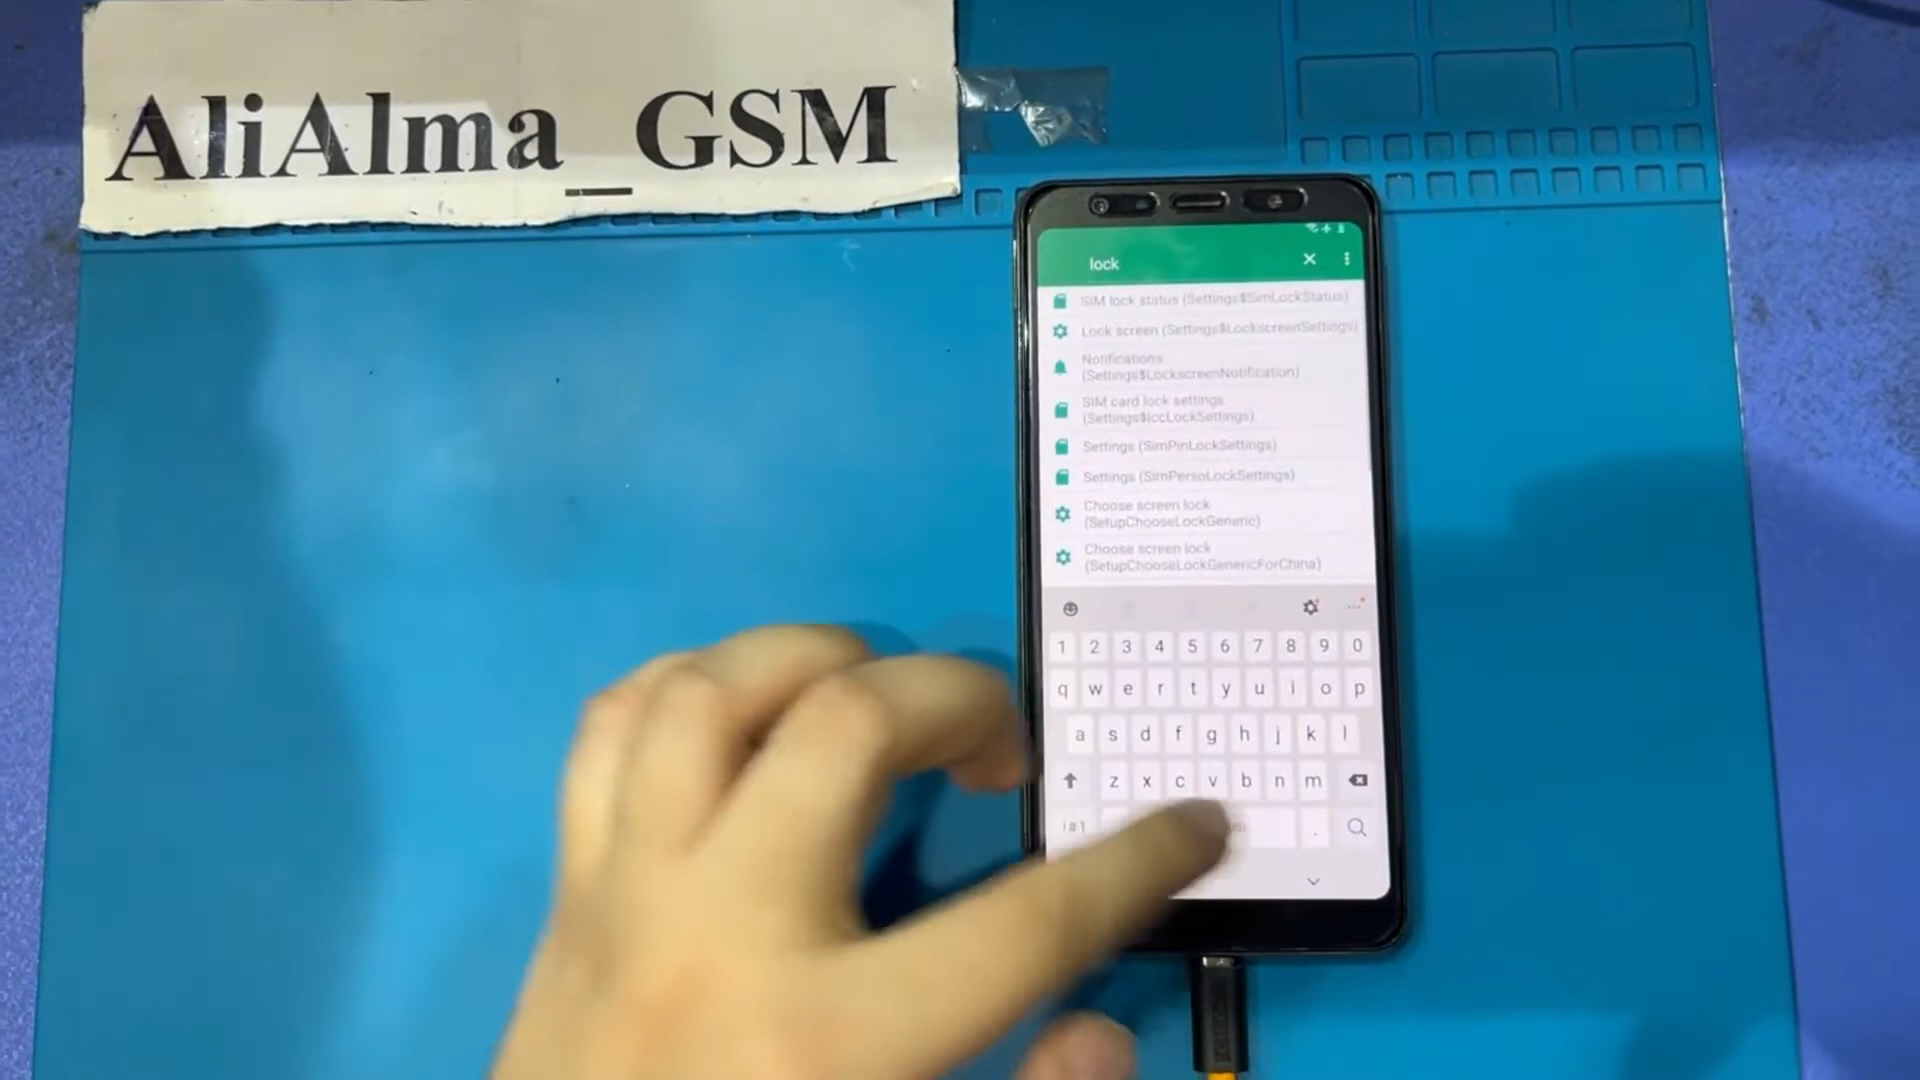 AliAlma_GSM
lock
SIM lock status (Settings$SimLockStatus)
Lock screen (Settings$LockscreenSettings)
Notifications
(Settings$LockscreenNotification)
SIM card lock settings
(Settings$IccLockSettings)
Settings (SimPinLockSettings)
Settings (SimPersoLockSettings)
Choose screen lock
(SetupChooseLockGeneric)
Choose screen lock
(SetupChooseLockGenericForChina)
1 2 3 4 5 6 7 8 9 0
q w e r t y u i o p
a s d f g h j k l
z x c v b n m
!#1 .